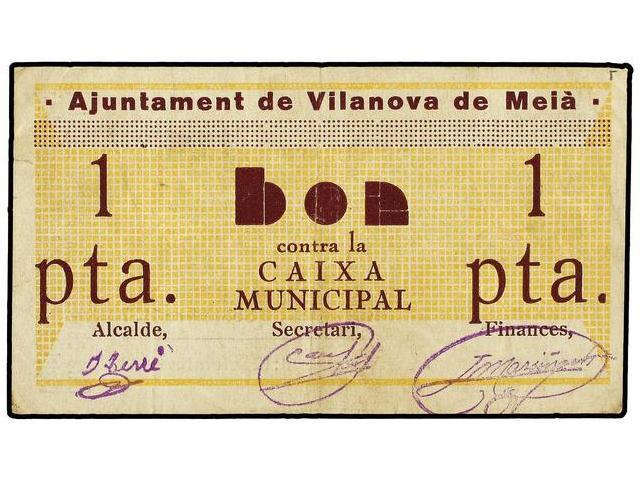 · Ajuntament de Vilanova de Meià ·
1 bon 1
contra la
pta. CAIXA pta.
MUNICIPAL
Alcalde, Secretari, Finances,